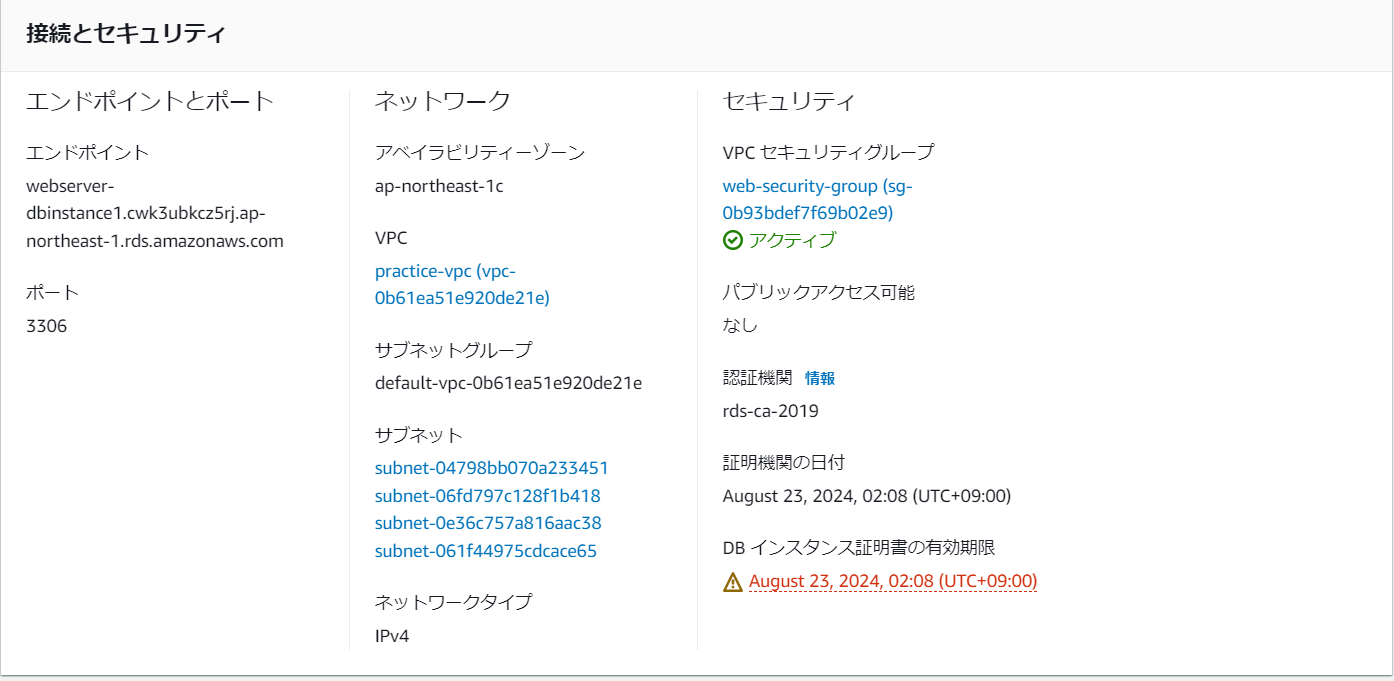 接続とセキュリティ
エンドポイントとポート
エンドポイント
webserver-
dbinstance1.cwk3ubkcz5rj.ap-
northeast-1.rds.amazonaws.com
ポート
3306
ネットワーク
アベイラビリティーゾーン
ap-northeast-1c
VPC
practice-vpc (vpc-
0b61ea51e920de21e)
サブネットグループ
default-vpc-0b61ea51e920de21e
サブネット
subnet-04798bb070a233451
subnet-06fd797c128f1b418
subnet-0e36c757a816aac38
subnet-061f44975cdcace65
ネットワークタイプ
IPv4
セキュリティ
VPC セキュリティグループ
web-security-group (sg-
0b93bdef7f69b02e9)
アクティブ
パブリックアクセス可能
なし
認証機関 情報
rds-ca-2019
証明機関の日付
August 23, 2024, 02:08 (UTC+09:00)
DB インスタンス証明書の有効期限
August 23, 2024, 02:08 (UTC+09:00)